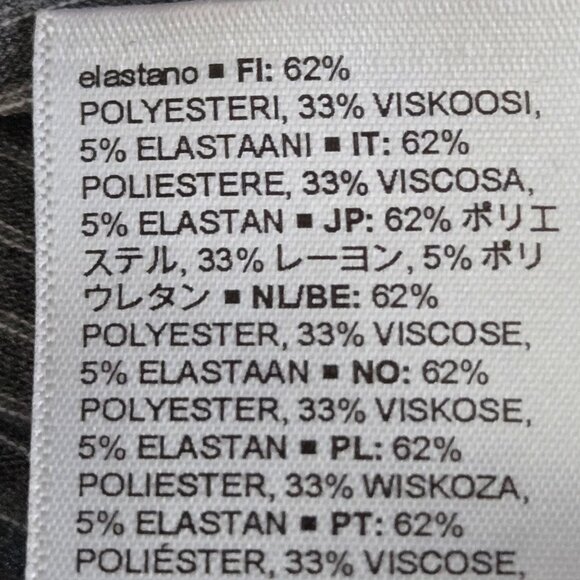 elastano ■ FI: 62%
POLYESTERI, 33% VISKOOSI,
5% ELASTAANI ■ IT: 62%
POLIESTERE, 33% VISCOSA,
5% ELASTAN ■ JP: 62% ポリエ
ステル, 33% レーヨン, 5% ポリ
ウレタン ■ NL/BE: 62%
POLYESTER, 33% VISCOSE,
5% ELASTAAN ■ NO: 62%
POLYESTER, 33% VISKOSE,
5% ELASTAN ■ PL: 62%
POLIESTER, 33% WISKOZA,
5% ELASTAN ■ PT: 62%
POLIÉSTER, 33% VISCOSE,